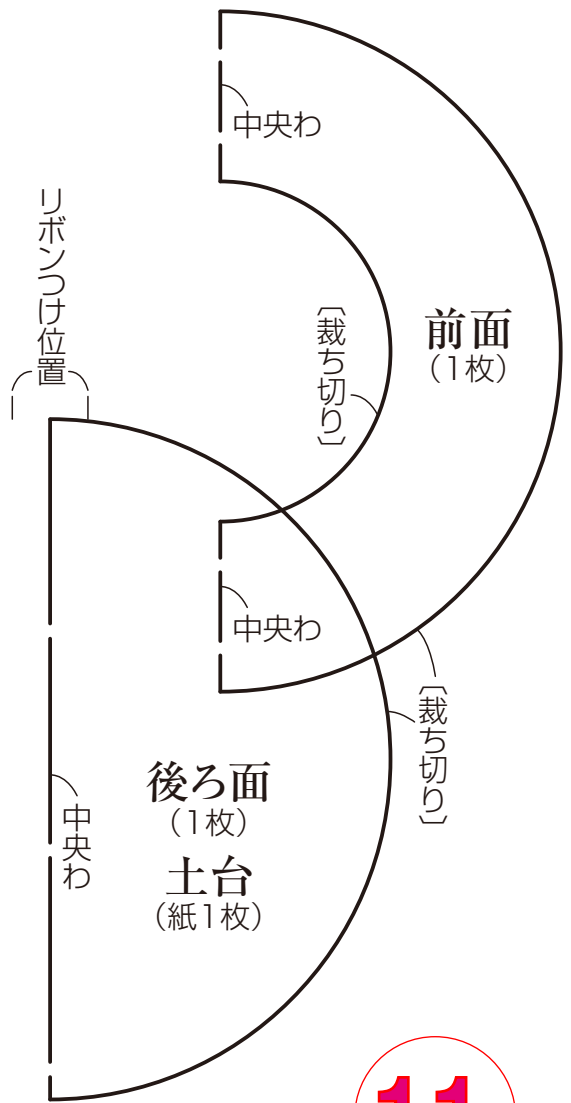 中央わ
前面
（1枚）
〔裁ち切り〕
リボンつけ位置
中央わ
〔裁ち切り〕
後ろ面
（1枚）
土台
（紙1枚）
中央わ
11